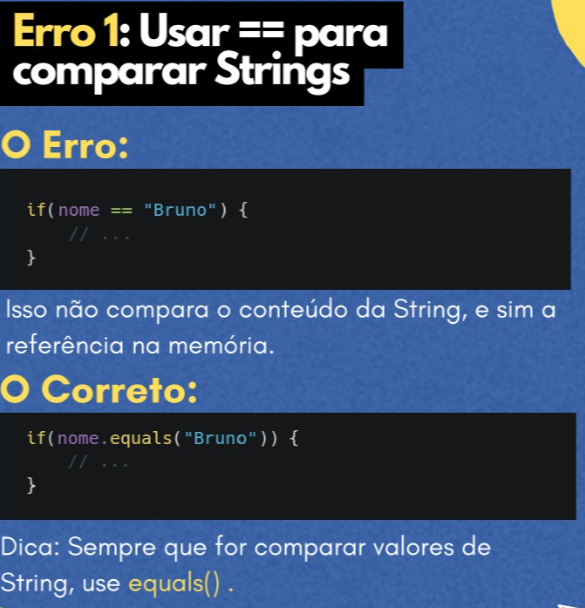 Erro 1: Usar == para
comparar Strings
O Erro:
if(nome == "Bruno") {
// ...
}
Isso não compara o conteúdo da String, e sim a
referência na memória.
O Correto:
if(nome.equals("Bruno")) {
// ...
}
Dica: Sempre que for comparar valores de
String, use equals() .